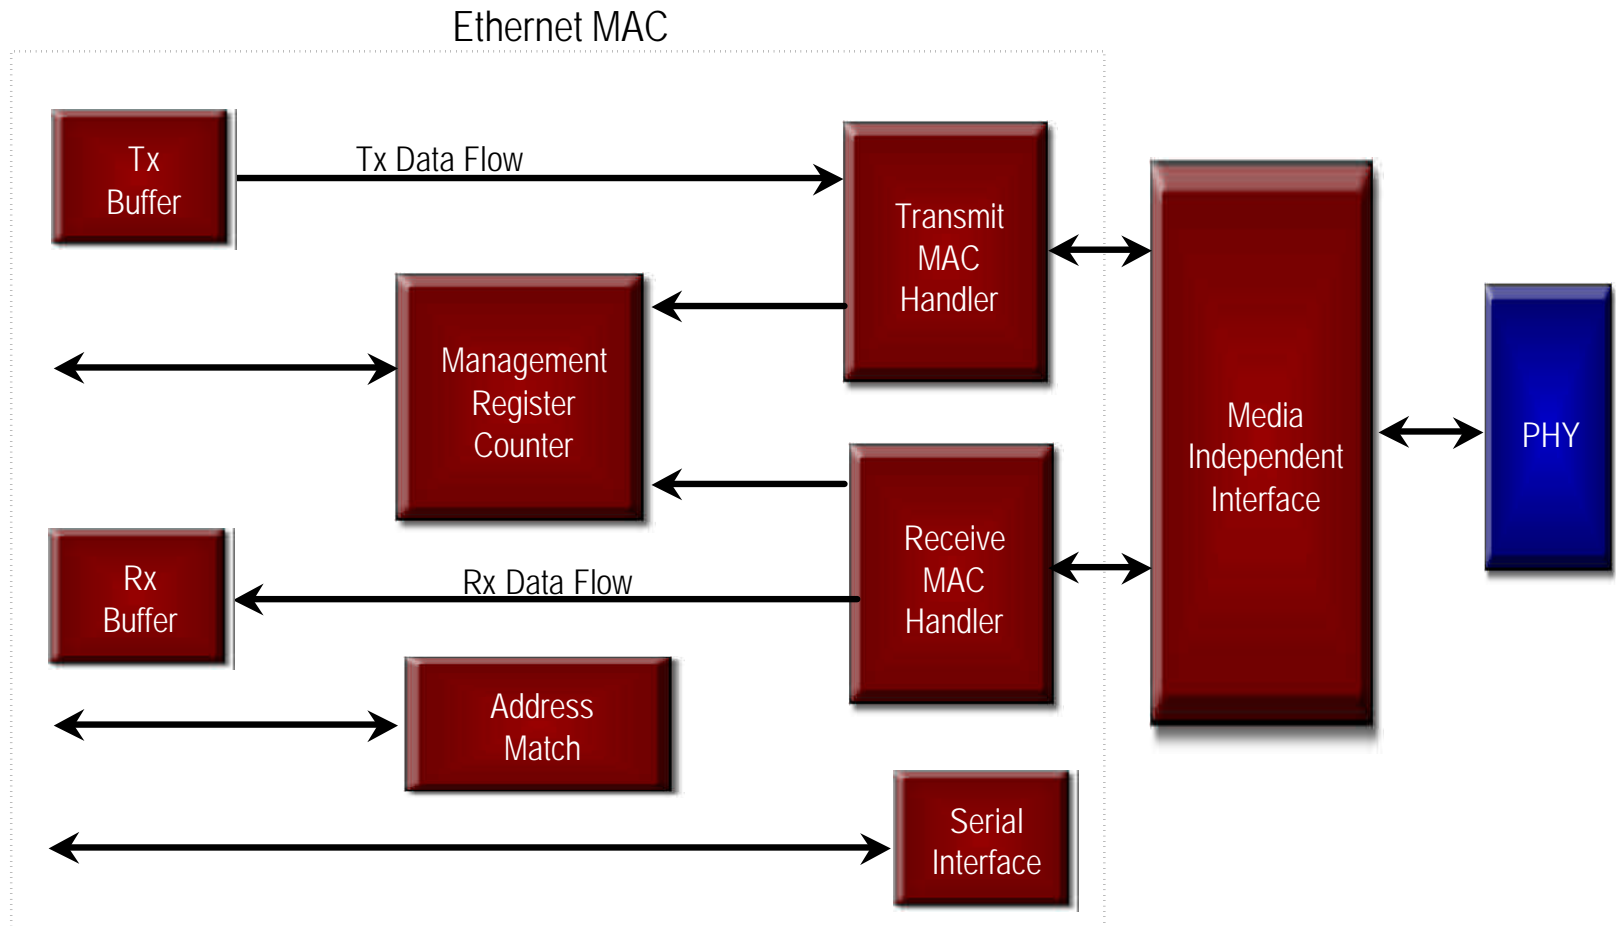 Ethernet MAC
Tx
Buffer
Tx Data Flow
Transmit
MAC
Handler
Management
Register
Counter
Media
Independent
Interface
PHY
Rx
Buffer
Rx Data Flow
Receive
MAC
Handler
Address
Match
Serial
Interface